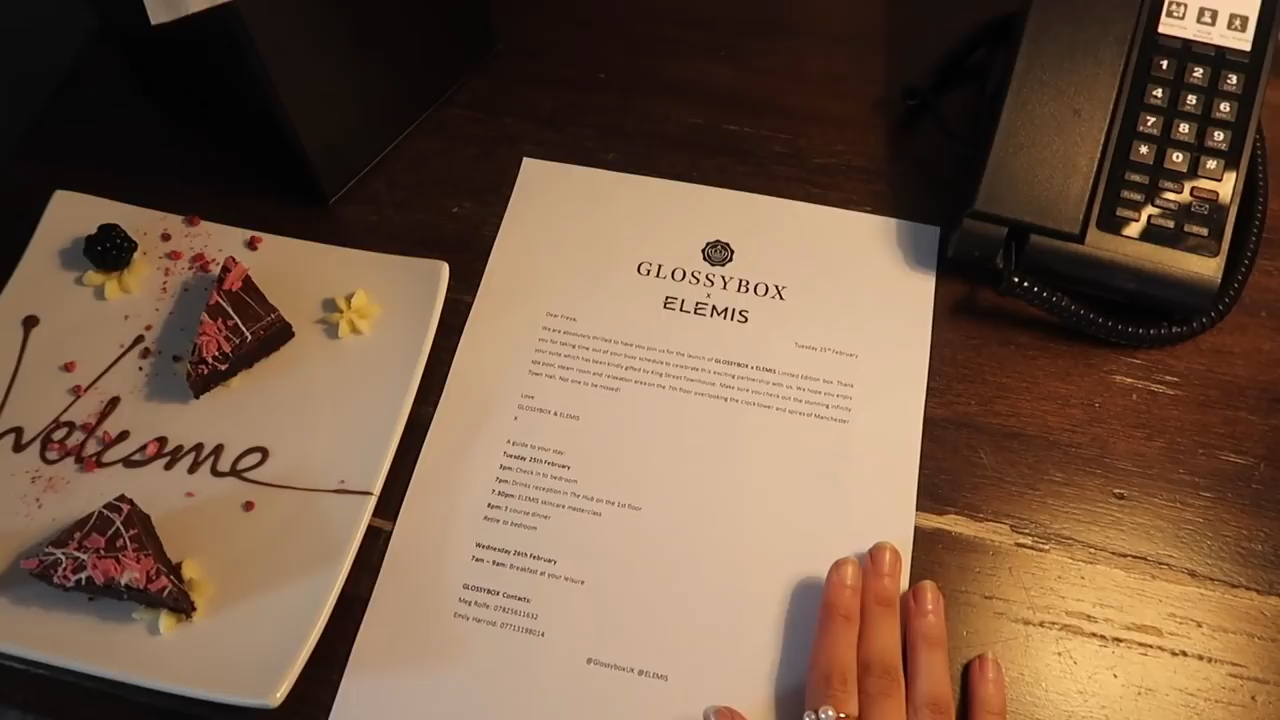 Welcome
GLOSSYBOX
x
ELEMIS
Tuesday 25th February
Dear Freya,
We are absolutely thrilled to have you join us for the launch of GLOSSYBOX x ELEMIS Limited Edition box. Thank
you for taking time out of your busy schedule to celebrate this exciting partnership with us. We hope you enjoy
your suite which has been kindly gifted by King Street Townhouse. Make sure you check out the stunning infinity
spa pool, steam room and relaxation area on the 7th floor overlooking the clock tower and spires of Manchester
Town Hall. Not one to be missed!
Love
GLOSSYBOX & ELEMIS
x
A guide to your stay:
Tuesday 25th February
3pm: Check in to bedroom
7pm: Drinks reception in The Hub on the 1st floor
7.30pm: ELEMIS skincare masterclass
8pm: 3 course dinner
Retire to bedroom
Wednesday 26th February
7am – 9am: Breakfast at your leisure
GLOSSYBOX Contacts:
Meg Rolfe: 07825611632
Emily Harrold: 07713198014
@GlossyboxUK @ELEMIS
1 2 3
4 5 6
7 8 9
* 0 #